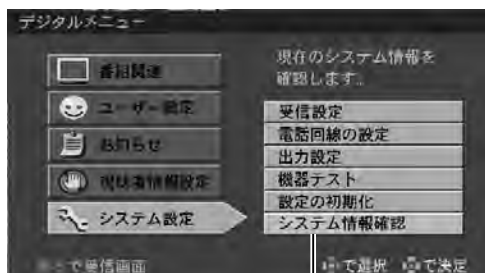 デジタルメニュー
現在のシステム情報を
確認します。
番組関連
ユーザー設定
お知らせ
視聴者情報設定
システム設定
受信設定
電話回線の設定
出力設定
機器テスト
設定の初期化
システム情報確認
で受信画面
で選択 で決定